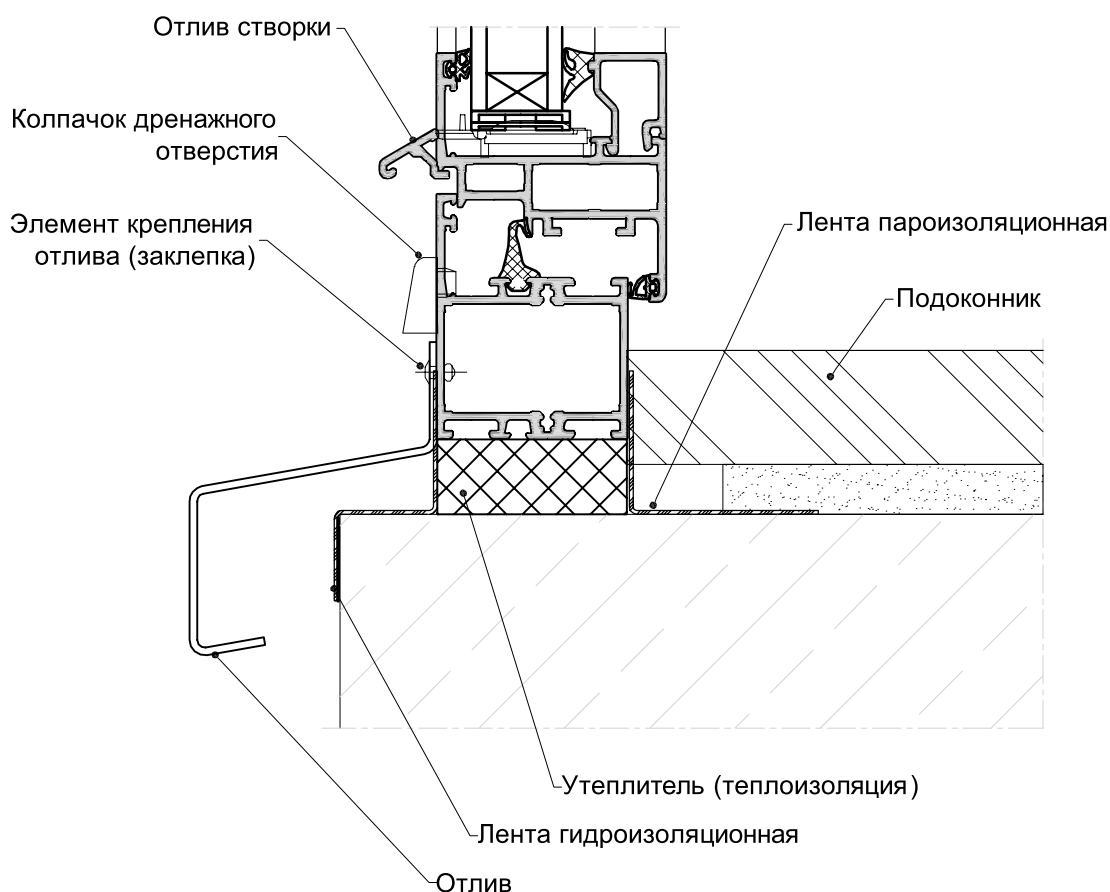 Отлив створки
Колпачок дренажного
отверстия
Элемент крепления
отлива (заклепка)
Лента пароизоляционная
Подоконник
Утеплитель (теплоизоляция)
Лента гидроизоляционная
Отлив